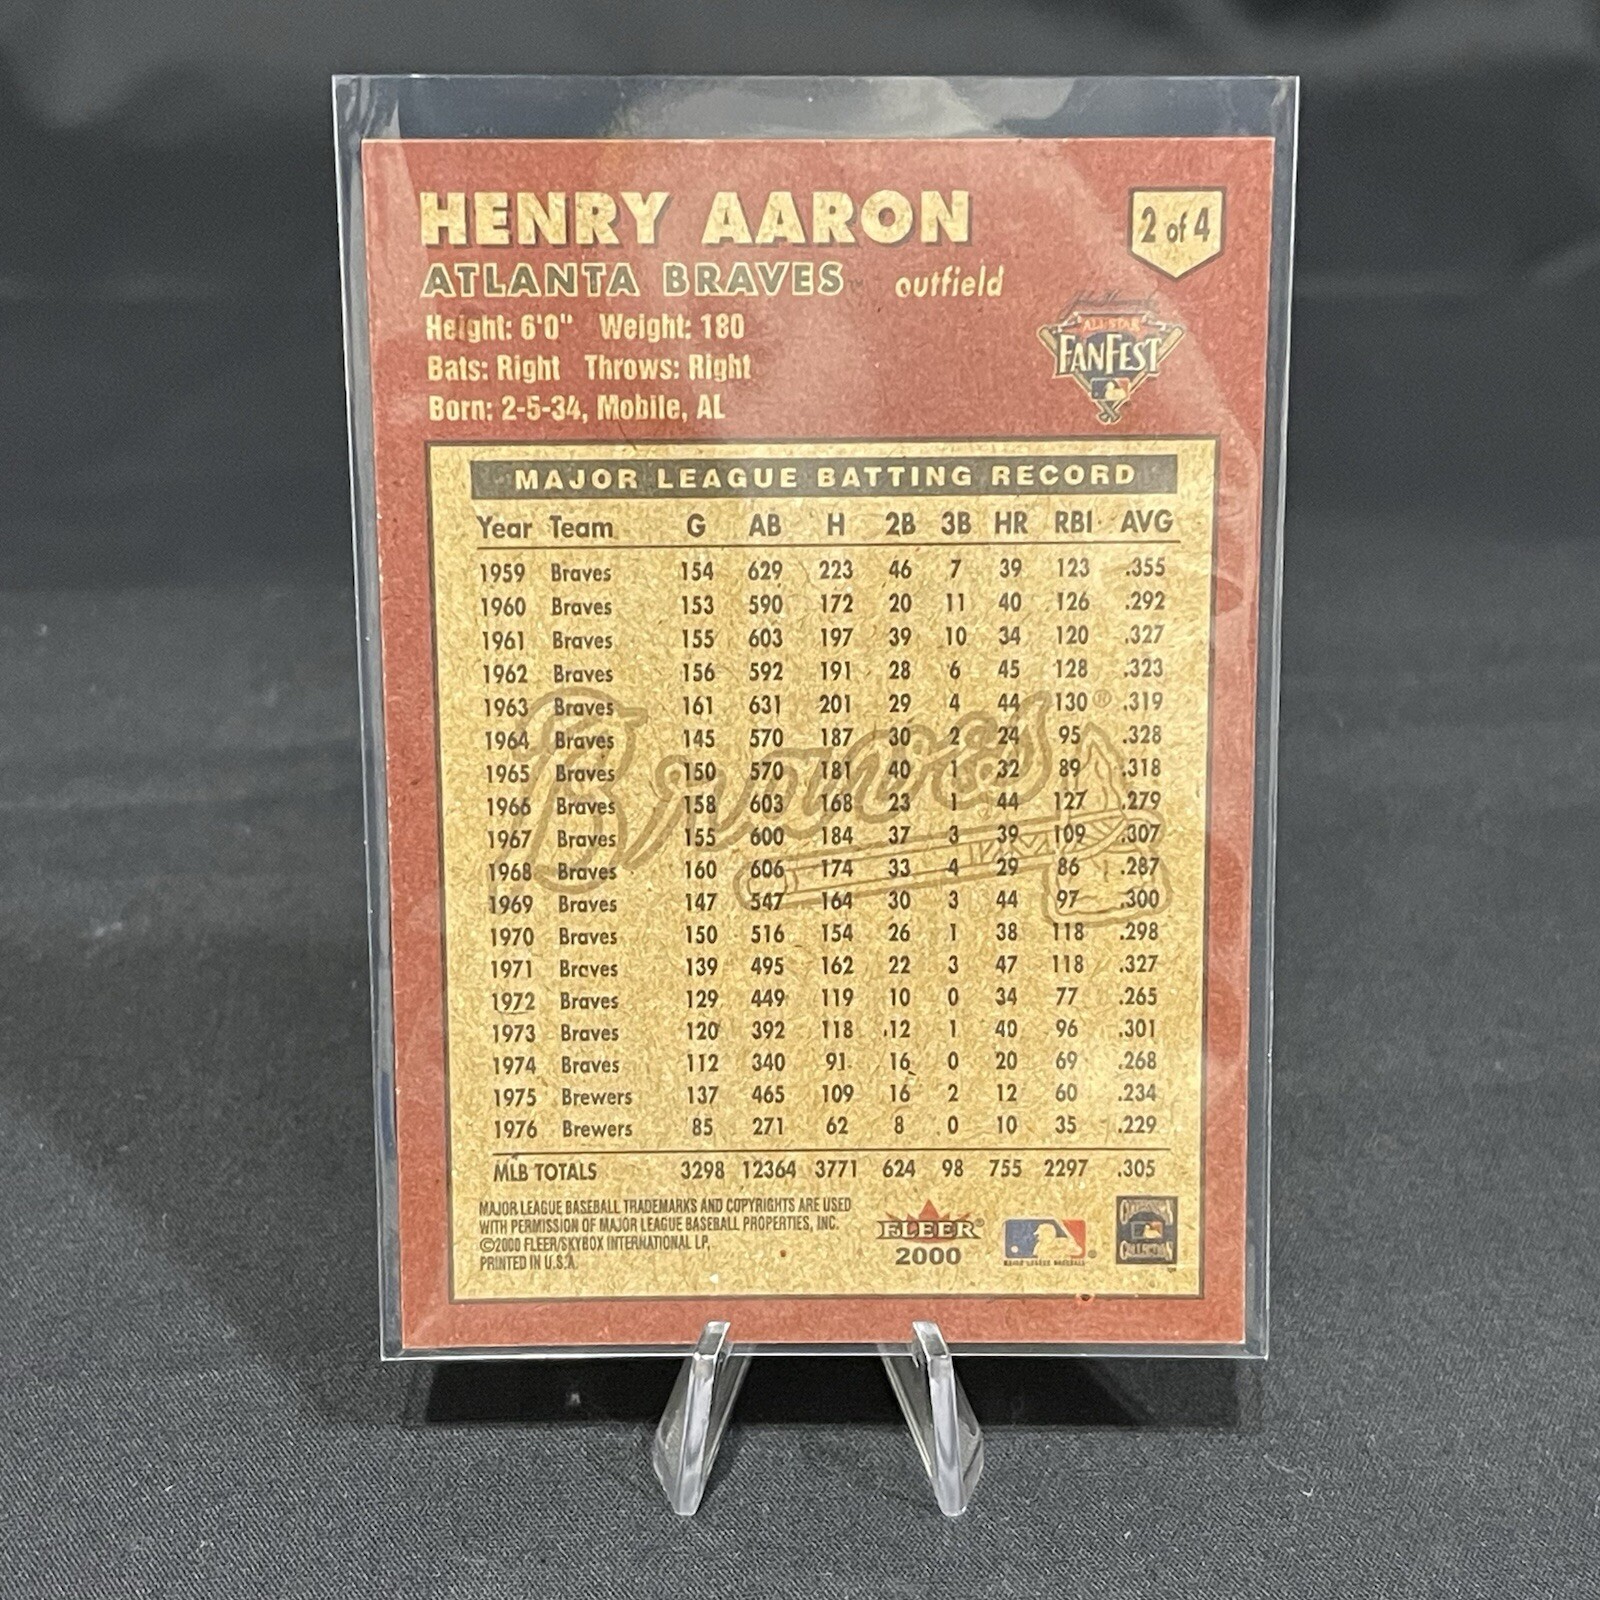 HENRY AARON
2 of 4
ATLANTA BRAVES outfield
Height: 6'0" Weight: 180
Bats: Right Throws: Right
Born: 2-5-34, Mobile, AL
ALL-STAR
FANFEST
MAJOR LEAGUE BATTING RECORD
Year Team G AB H 2B 3B HR RBI AVG
1959 Braves 154 629 223 46 7 39 123 .355
1960 Braves 153 590 172 20 11 40 126 .292
1961 Braves 155 603 197 39 10 34 120 .327
1962 Braves 156 592 191 28 6 45 128 .323
1963 Braves 161 631 201 29 4 44 130 .319
1964 Braves 145 570 187 30 2 24 95 .328
1965 Braves 150 570 181 40 1 32 89 .318
1966 Braves 158 603 168 23 1 44 127 .279
1967 Braves 155 600 184 37 3 39 109 .307
1968 Braves 160 606 174 33 4 29 86 .287
1969 Braves 147 547 164 30 3 44 97 .300
1970 Braves 150 516 154 26 1 38 118 .298
1971 Braves 139 495 162 22 3 47 118 .327
1972 Braves 129 449 119 10 0 34 77 .265
1973 Braves 120 392 118 12 1 40 96 .301
1974 Braves 112 340 91 16 0 20 69 .268
1975 Brewers 137 465 109 16 2 12 60 .234
1976 Brewers 85 271 62 8 0 10 35 .229
Braves®
MLB TOTALS 3298 12364 3771 624 98 755 2297 .305
MAJOR LEAGUE BASEBALL TRADEMARKS AND COPYRIGHTS ARE USED
WITH PERMISSION OF MAJOR LEAGUE BASEBALL PROPERTIES, INC.
©2000 FLEER/SKYBOX INTERNATIONAL LP.
PRINTED IN U.S.A.
FLEER®
2000
MAJOR LEAGUE BASEBALL
COOPERSTOWN
COLLECTION